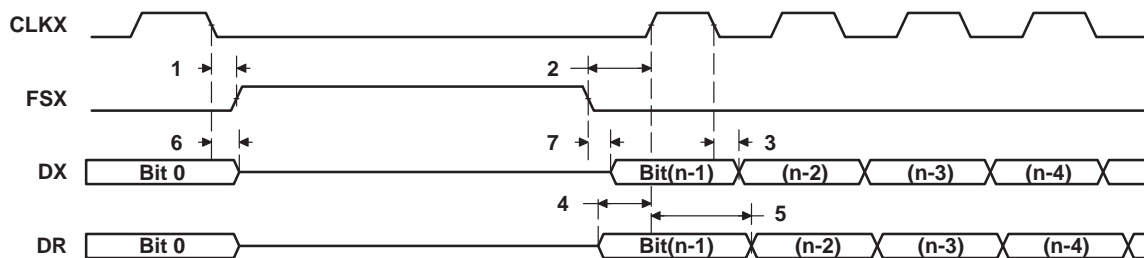 CLKX
1 2
FSX
6 7 3
DX Bit 0 Bit(n-1) (n-2) (n-3) (n-4)
4 5
DR Bit 0 Bit(n-1) (n-2) (n-3) (n-4)